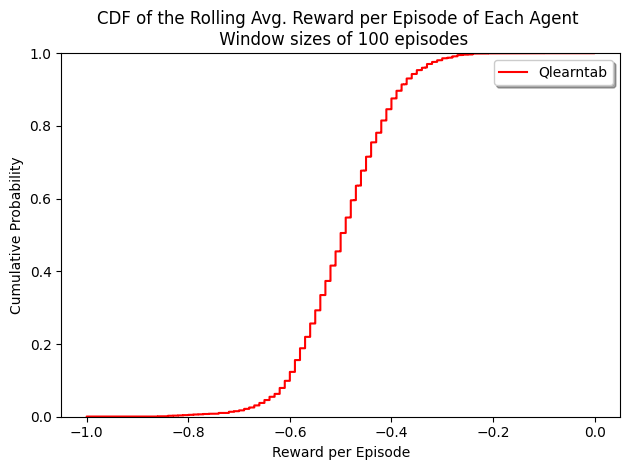 CDF of the Rolling Avg. Reward per Episode of Each Agent
Window sizes of 100 episodes
Qlearntab
1.0
0.8
0.6
0.4
0.2
0.0
Cumulative Probability
−1.0 −0.8 −0.6 −0.4 −0.2 0.0
Reward per Episode